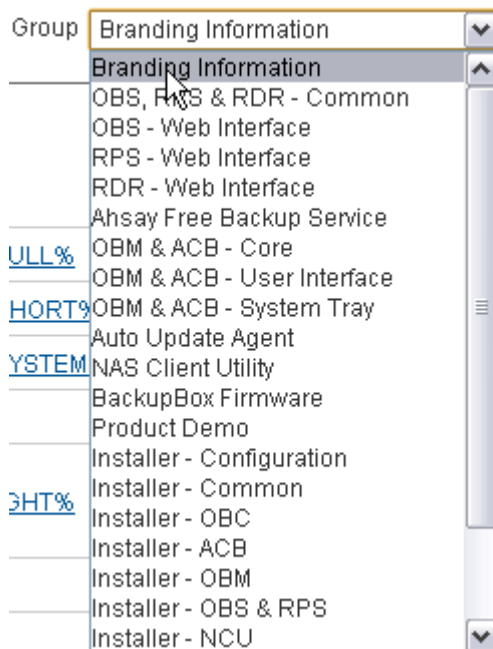 Group Branding Information
Branding Information
OBS, RPS & RDR - Common
OBS - Web Interface
RPS - Web Interface
RDR - Web Interface
Ahsay Free Backup Service
ULL% OBM & ACB - Core
OBM & ACB - User Interface
HORT% OBM & ACB - System Tray
Auto Update Agent
YSTEM NAS Client Utility
BackupBox Firmware
Product Demo
Installer - Configuration
GHT% Installer - Common
Installer - OBC
Installer - ACB
Installer - OBM
Installer - OBS & RPS
Installer - NCU